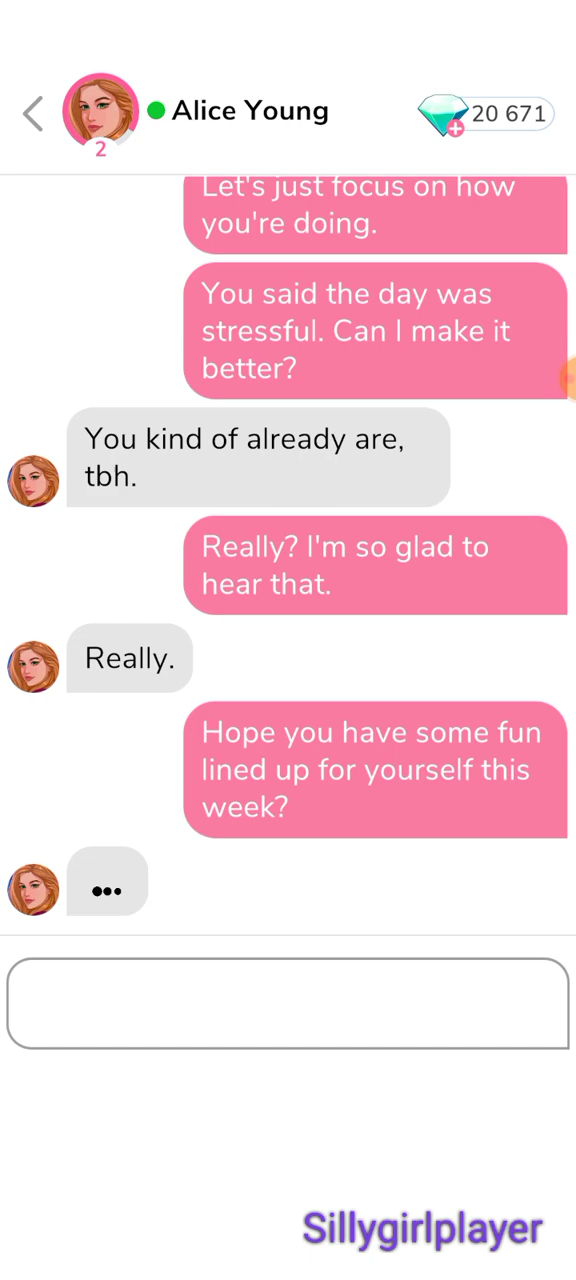 Alice Young
20 671
2
Let's just focus on how
you're doing.
You said the day was
stressful. Can I make it
better?
You kind of already are,
tbh.
Really? I'm so glad to
hear that.
Really.
Hope you have some fun
lined up for yourself this
week?
...
Sillygirlplayer